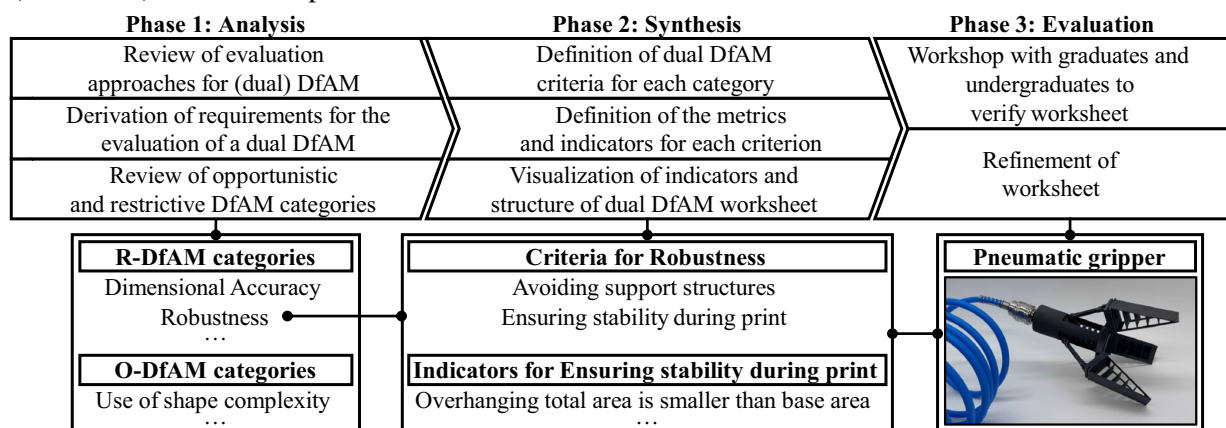 Phase 1: Analysis
Review of evaluation
approaches for (dual) DfAM
Derivation of requirements for the
evaluation of a dual DfAM
Review of opportunistic
and restrictive DfAM categories
Phase 2: Synthesis
Definition of dual DfAM
criteria for each category
Definition of the metrics
and indicators for each criterion
Visualization of indicators and
structure of dual DfAM worksheet
Phase 3: Evaluation
Workshop with graduates and
undergraduates to
verify worksheet
Refinement of
worksheet
R-DfAM categories
Dimensional Accuracy
Robustness
…
O-DfAM categories
Use of shape complexity
…
Criteria for Robustness
Avoiding support structures
Ensuring stability during print
Indicators for Ensuring stability during print
Overhanging total area is smaller than base area
…
Pneumatic gripper